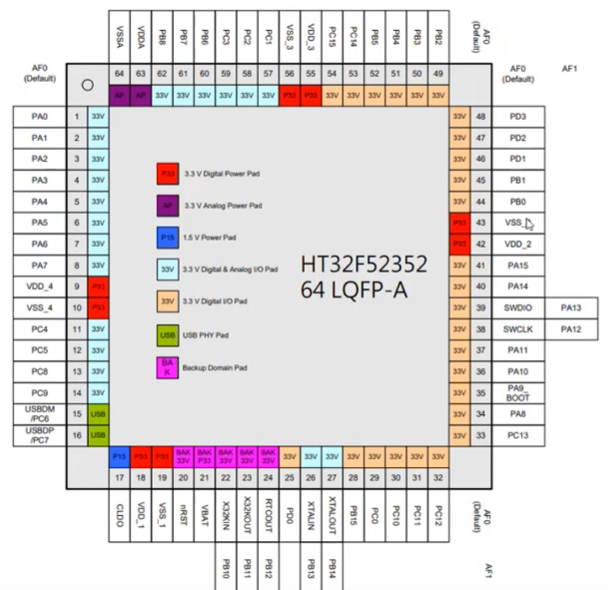 VSSA VDDA PB8 PB7 PB6 PC3 PC2 PC1 VSS_3 VDD_3 PC15 PC14 PB5 PB4 PB3 PB2 AF0 (Default)
AF0 (Default) 64 63 62 61 60 59 58 57 56 55 54 53 52 51 50 49 AF0 (Default) AF1
AP AP 33V 33V 33V 33V 33V 33V P33 P33 33V 33V 33V 33V 33V 33V
PA0 1 33V 33V 48 PD3
PA1 2 33V 33V 47 PD2
PA2 3 33V 33V 46 PD1
PA3 4 33V 33V 45 PB1
PA4 5 33V 33V 44 PB0
PA5 6 33V P33 43 VSS_
PA6 7 33V P33 42 VDD_2
PA7 8 33V 33V 41 PA15
VDD_4 9 P33 33V 40 PA14
VSS_4 10 P33 33V 39 SWDIO PA13
PC4 11 33V 33V 38 SWCLK PA12
PC5 12 33V 33V 37 PA11
PC8 13 33V 33V 36 PA10
PC9 14 33V 33V 35 PA9_BOOT
USBDM/PC6 15 USB 33V 34 PA8
USBDP/PC7 16 USB 33V 33 PC13
P33 3.3 V Digital Power Pad
AP 3.3 V Analog Power Pad
P15 1.5 V Power Pad
33V 3.3 V Digital & Analog I/O Pad
33V 3.3 V Digital I/O Pad
USB USB PHY Pad
BAK Backup Domain Pad
HT32F52352
64 LQFP-A
P15 P33 P33 BAK 33V BAK P33 BAK 33V BAK 33V BAK 33V 33V 33V 33V 33V 33V 33V 33V 33V
17 18 19 20 21 22 23 24 25 26 27 28 29 30 31 32
CLDO VDD_1 VSS_1 nRST VBAT X32KIN X32KOUT RTCOUT PD0 XTALIN XTALOUT PB15 PC0 PC10 PC11 PC12 AF0 (Default)
PB10 PB11 PB12 PB13 PB14 AF1